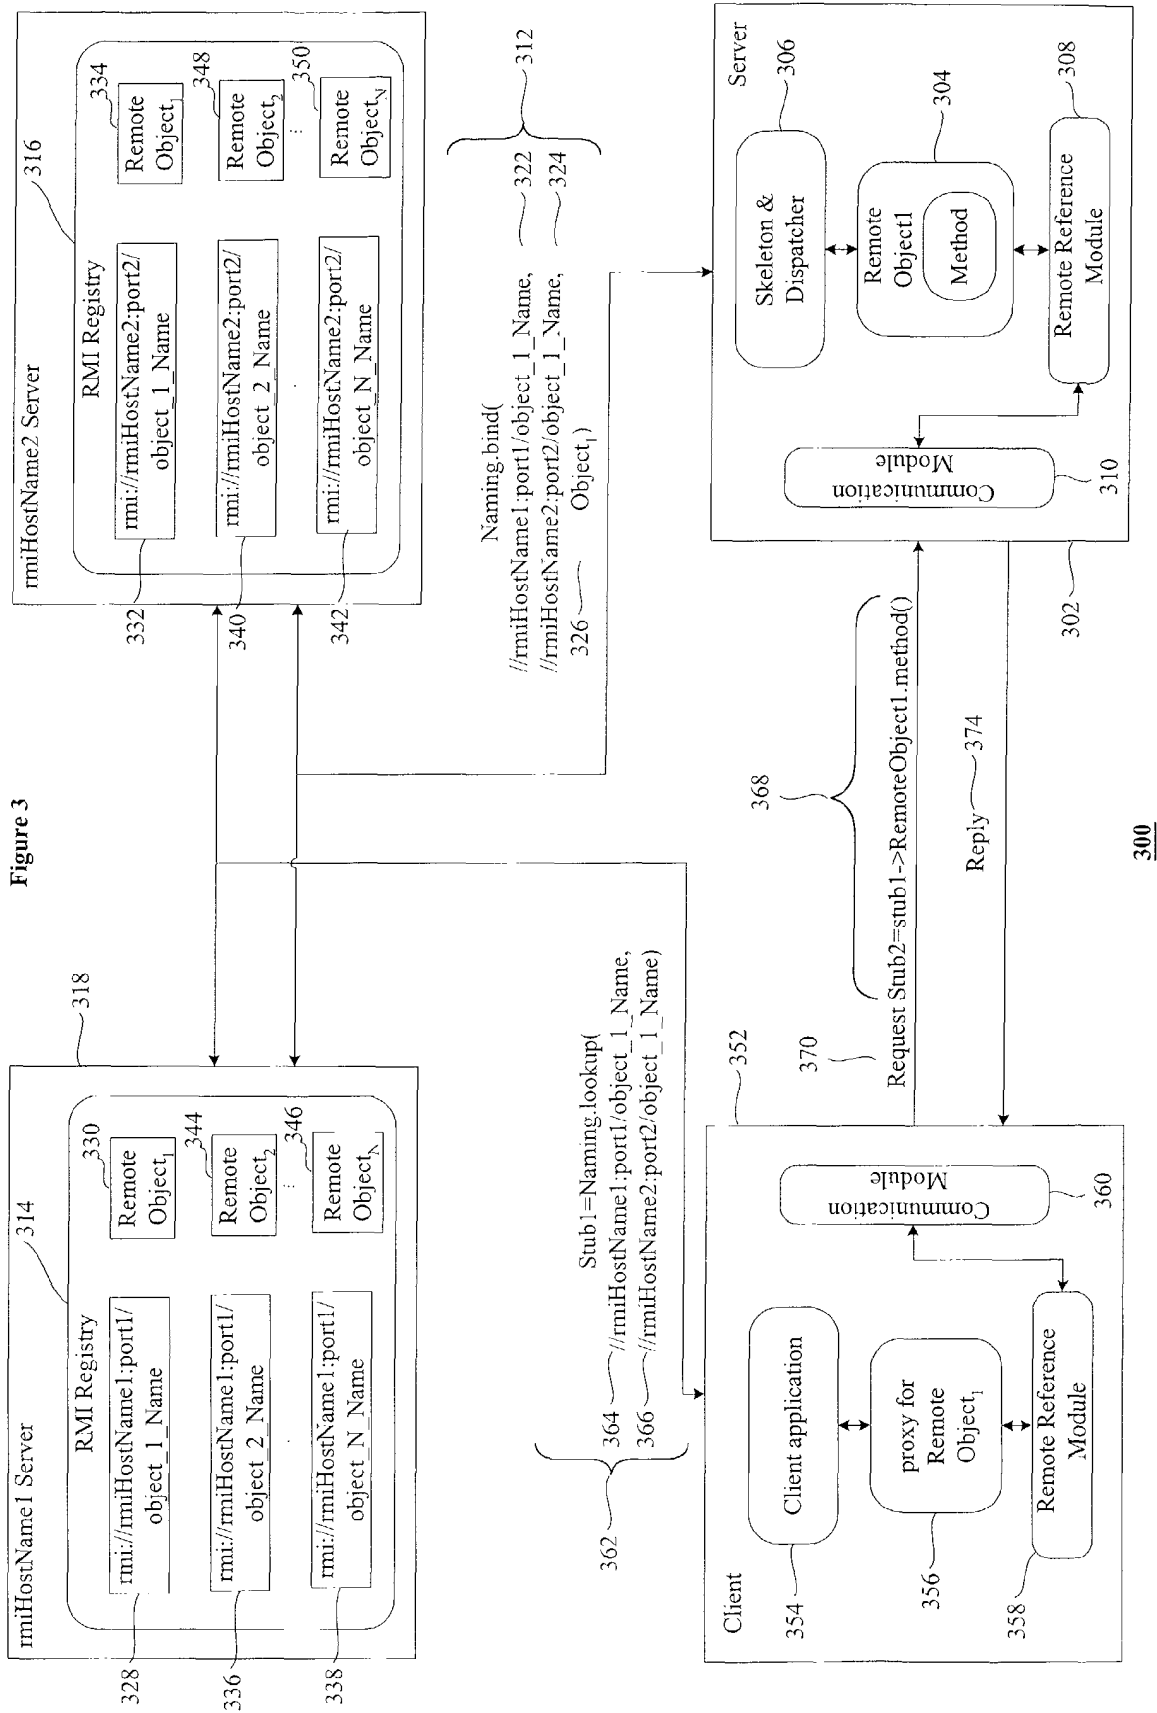 Figure 3
rmiHostName1 Server
318
314
RMI Registry
rmi://rmiHostName1:port1/
object_1_Name
328
Remote
Object1
330
rmi://rmiHostName1:port1/
object_2_Name
336
Remote
Object2
344
...
rmi://rmiHostName1:port1/
object_N_Name
338
Remote
ObjectN
346
rmiHostName2 Server
316
RMI Registry
rmi://rmiHostName2:port2/
object_1_Name
332
Remote
Object1
334
rmi://rmiHostName2:port2/
object_2_Name
340
Remote
Object2
348
...
rmi://rmiHostName2:port2/
object_N_Name
342
Remote
ObjectN
350
362
Stub1=Naming.lookup(
364
//rmiHostName1:port1/object_1_Name,
366
//rmiHostName2:port2/object_1_Name)
Naming.bind(
//rmiHostName1:port1/object_1_Name,
322
//rmiHostName2:port2/object_1_Name,
324
326
Object1)
312
Client
352
354
Client application
356
proxy for
Remote
Object1
358
Remote Reference
Module
Communication
Module
360
368
370
Request Stub2=stub1->RemoteObject1.method()
Reply
374
Server
302
Communication
Module
310
Skeleton &
Dispatcher
306
Remote
Object1
Method
304
Remote Reference
Module
308
300